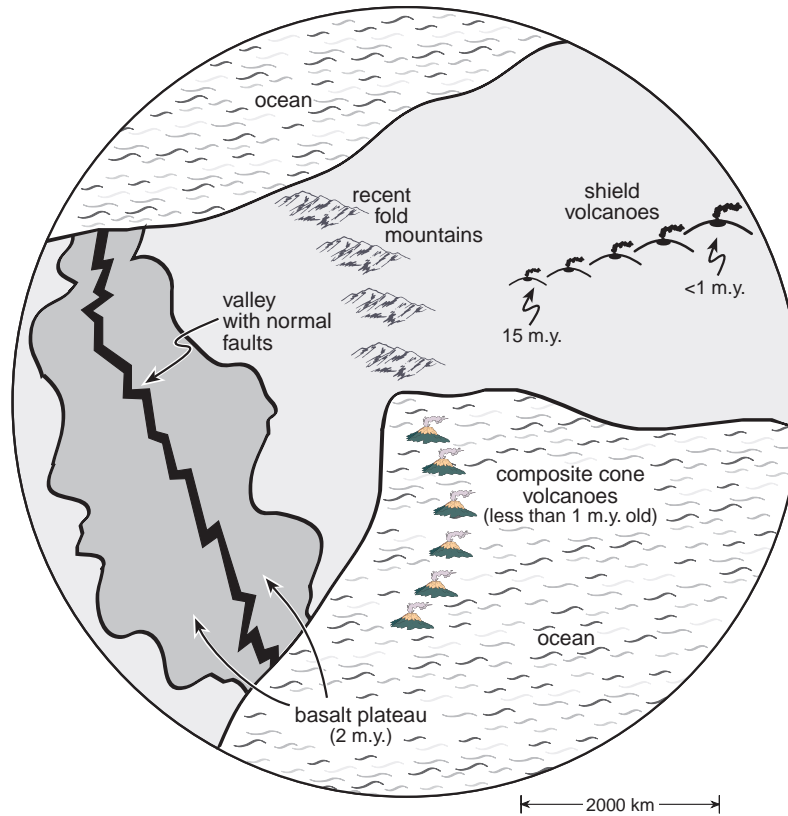 ocean
recent
fold
mountains
shield
volcanoes
<1 m.y.
15 m.y.
valley
with normal
faults
composite cone
volcanoes
(less than 1 m.y. old)
ocean
basalt plateau
(2 m.y.)
2000 km